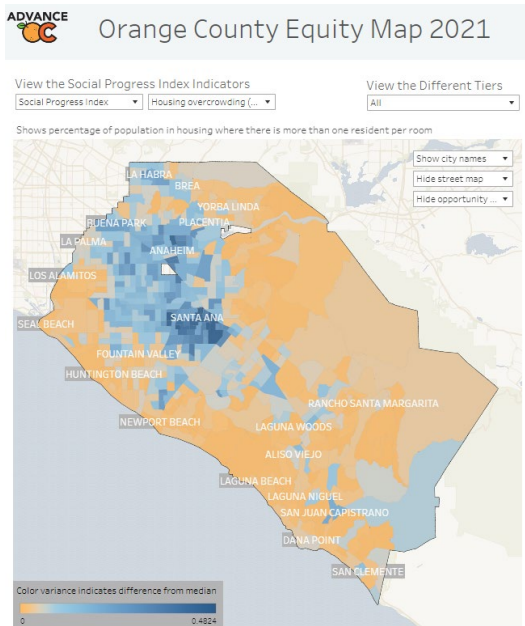 ADVANCE
OC
Orange County Equity Map 2021
View the Social Progress Index Indicators
View the Different Tiers
Social Progress Index
Housing overcrowding (...
All
Shows percentage of population in housing where there is more than one resident per room
Show city names
Hide street map
Hide opportunity ...
LA HABRA
BREA
YORBA LINDA
BUENA PARK
PLACENTIA
LA PALMA
ANAHEIM
LOS ALAMITOS
SEAL BEACH
SANTA ANA
FOUNTAIN VALLEY
HUNTINGTON BEACH
RANCHO SANTA MARGARITA
NEWPORT BEACH
LAGUNA WOODS
ALISO VIEJO
LAGUNA BEACH
LAGUNA NIGUEL
SAN JUAN CAPISTRANO
DANA POINT
SAN CLEMENTE
Color variance indicates difference from median
0
0.4824